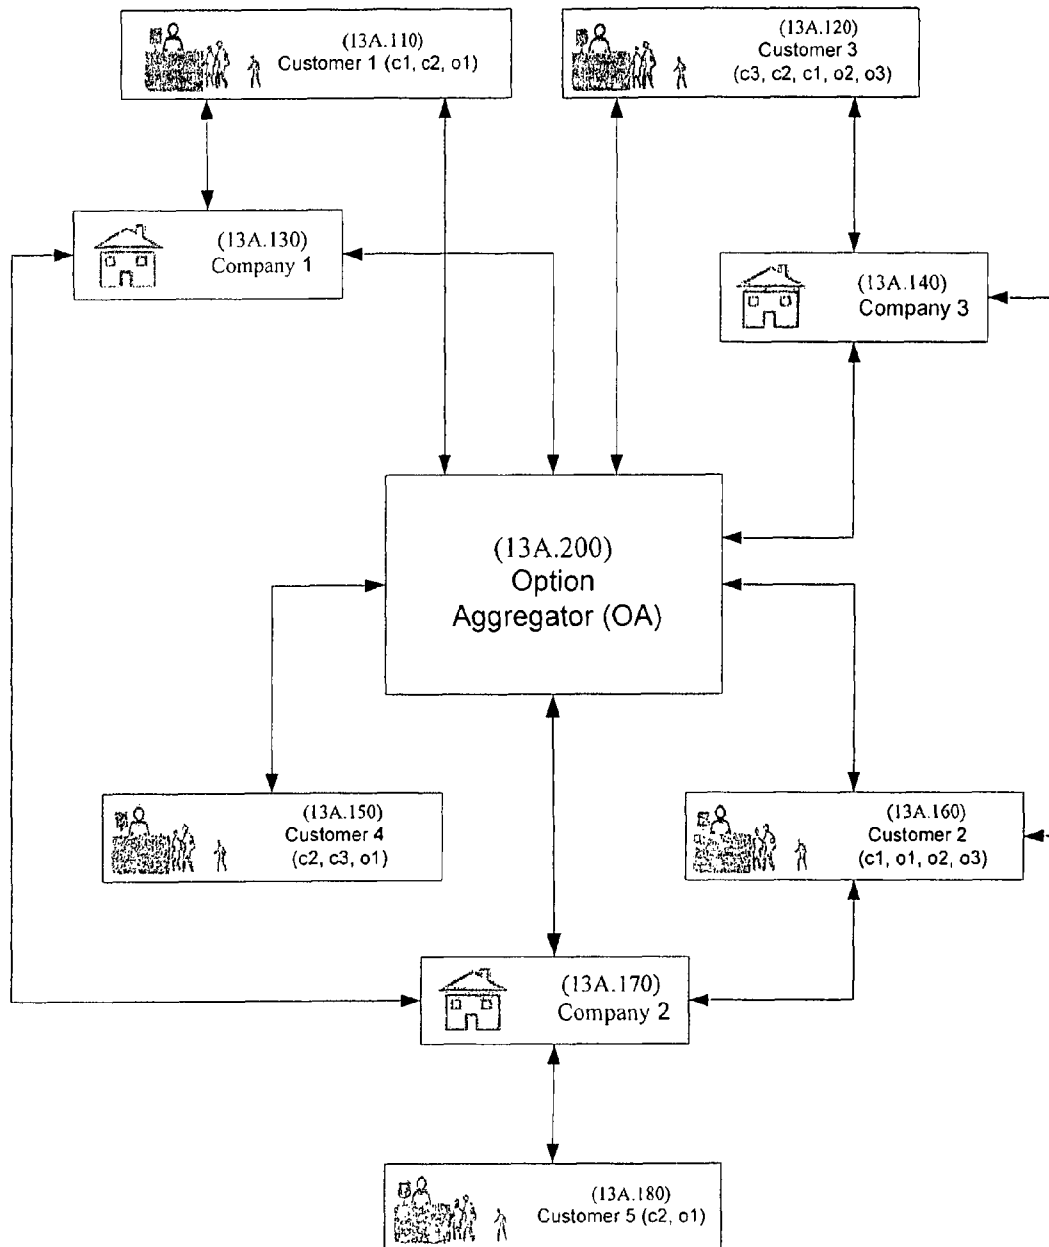 (13A.110)
Customer 1 (c1, c2, o1)
(13A.120)
Customer 3
(c3, c2, c1, o2, o3)
(13A.130)
Company 1
(13A.140)
Company 3
(13A.200)
Option
Aggregator (OA)
(13A.150)
Customer 4
(c2, c3, o1)
(13A.160)
Customer 2
(c1, o1, o2, o3)
(13A.170)
Company 2
(13A.180)
Customer 5 (c2, o1)